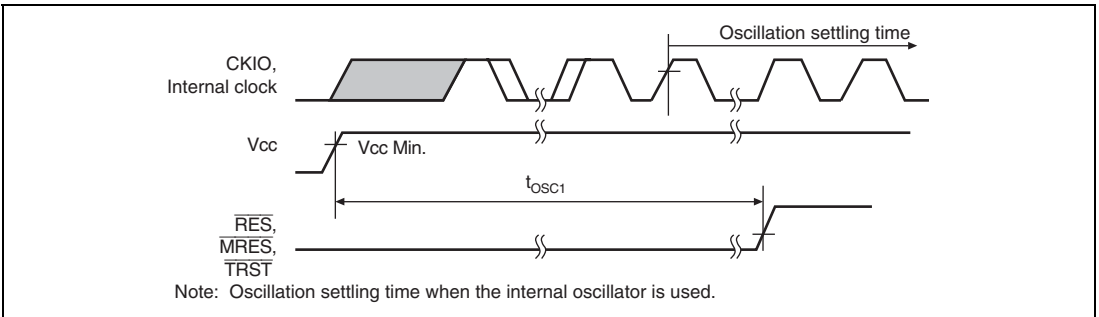 Oscillation settling time
CKIO,
Internal clock
Vcc
Vcc Min.
tOSC1
RES,
MRES,
TRST
Note: Oscillation settling time when the internal oscillator is used.